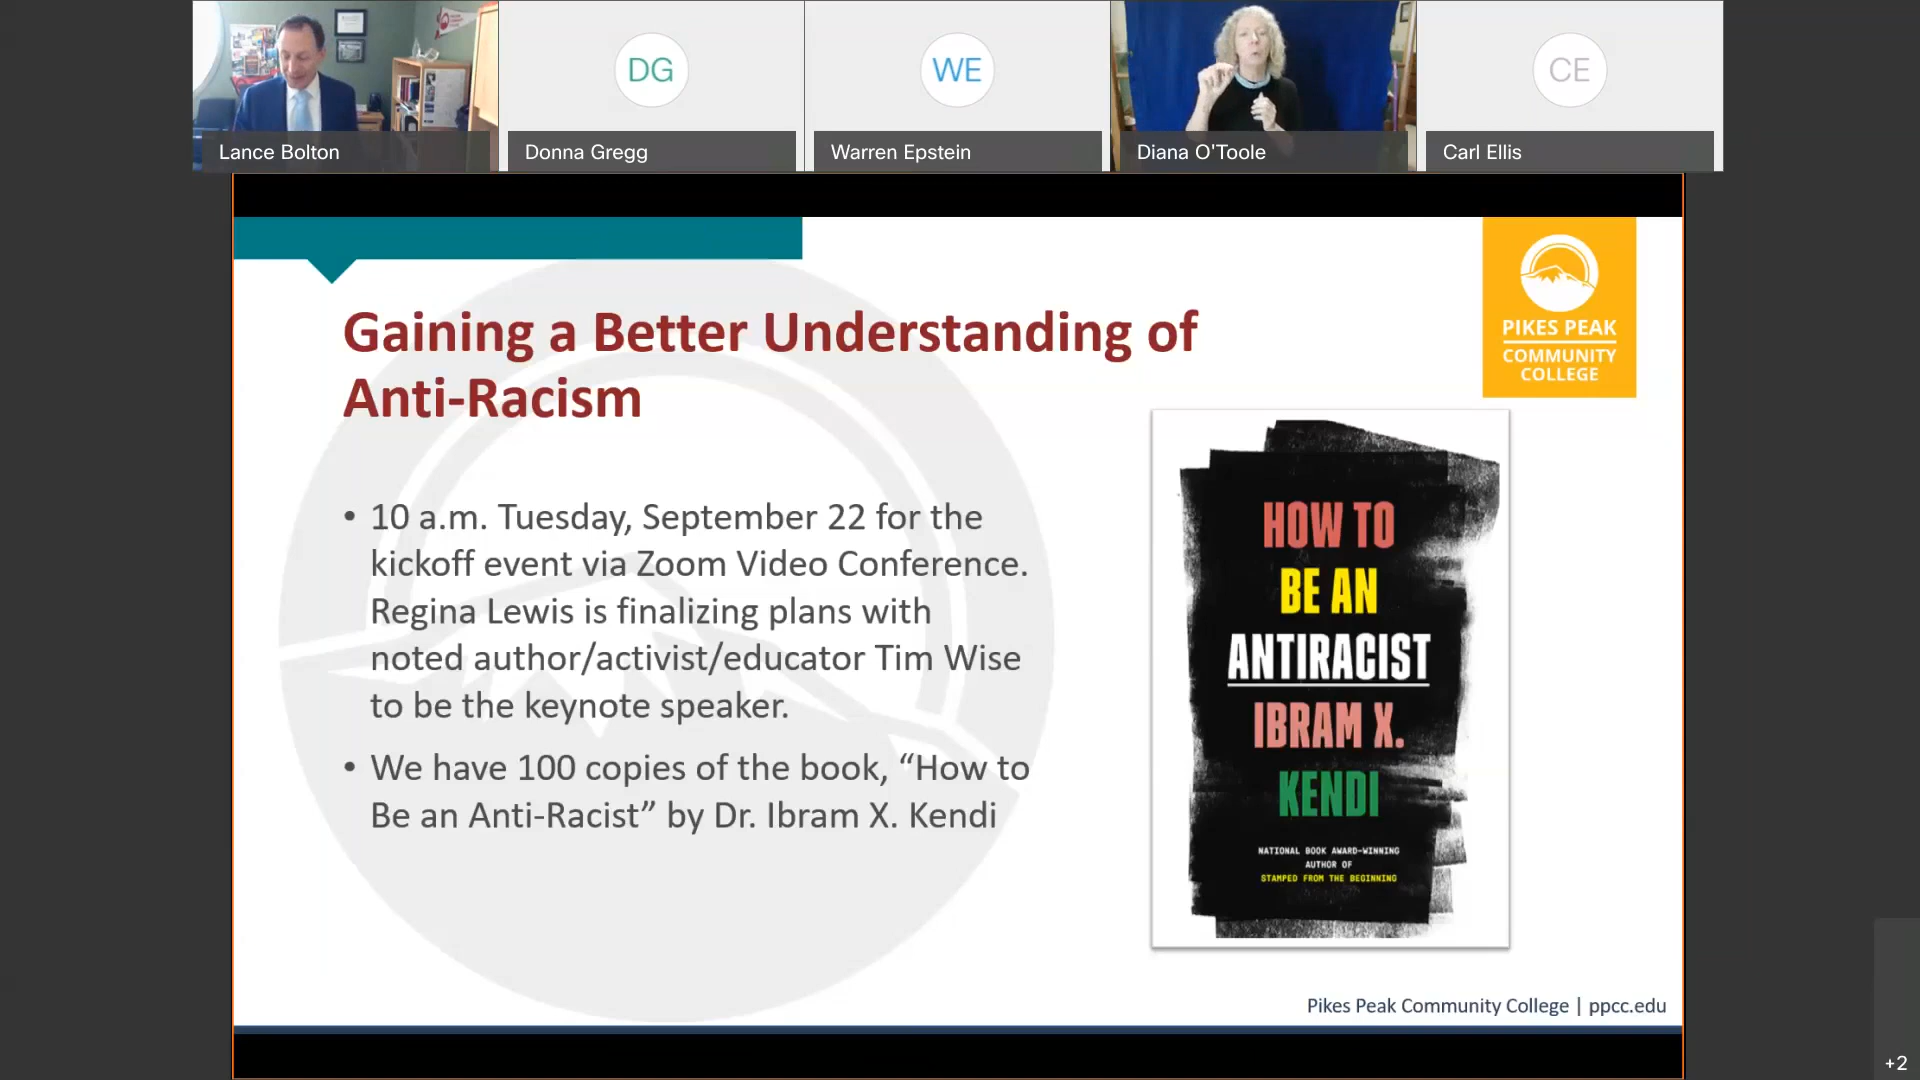 DG
WE
CE
Lance Bolton
Donna Gregg
Warren Epstein
Diana O'Toole
Carl Ellis
PIKES PEAK
COMMUNITY
COLLEGE
Gaining a Better Understanding of
Anti-Racism
• 10 a.m. Tuesday, September 22 for the
kickoff event via Zoom Video Conference.
Regina Lewis is finalizing plans with
noted author/activist/educator Tim Wise
to be the keynote speaker.
• We have 100 copies of the book, “How to
Be an Anti-Racist” by Dr. Ibram X. Kendi
HOW TO
BE AN
ANTIRACIST
IBRAM X.
KENDI
NATIONAL BOOK AWARD-WINNING
AUTHOR OF
STAMPED FROM THE BEGINNING
Pikes Peak Community College | ppcc.edu
+2